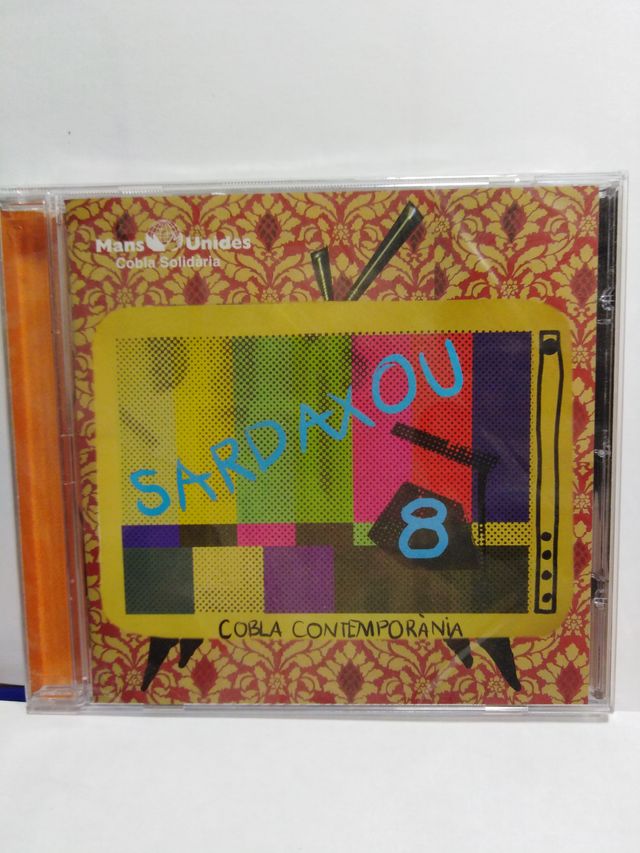 Mans Unides
Cobla Solidària
SARDAXOU
8
COBLA CONTEMPORÀNIA